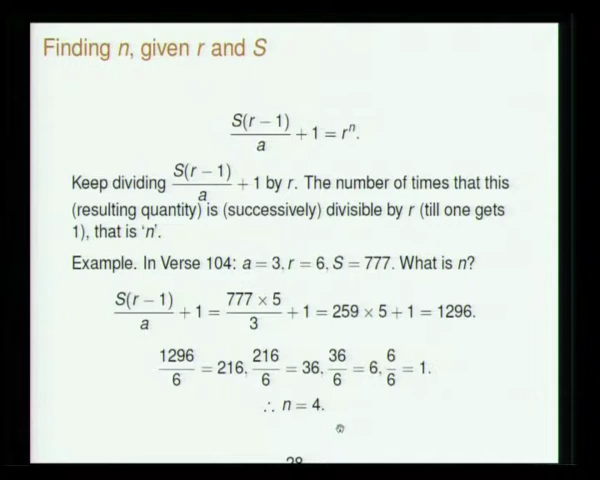 Finding n, given r and S
S(r − 1)/a + 1 = rⁿ.
Keep dividing S(r − 1)/a + 1 by r. The number of times that this
(resulting quantity) is (successively) divisible by r (till one gets
1), that is ‘n’.
Example. In Verse 104: a = 3, r = 6, S = 777. What is n?
S(r − 1)/a + 1 = 777 × 5/3 + 1 = 259 × 5 + 1 = 1296.
1296/6 = 216, 216/6 = 36, 36/6 = 6, 6/6 = 1.
∴ n = 4.